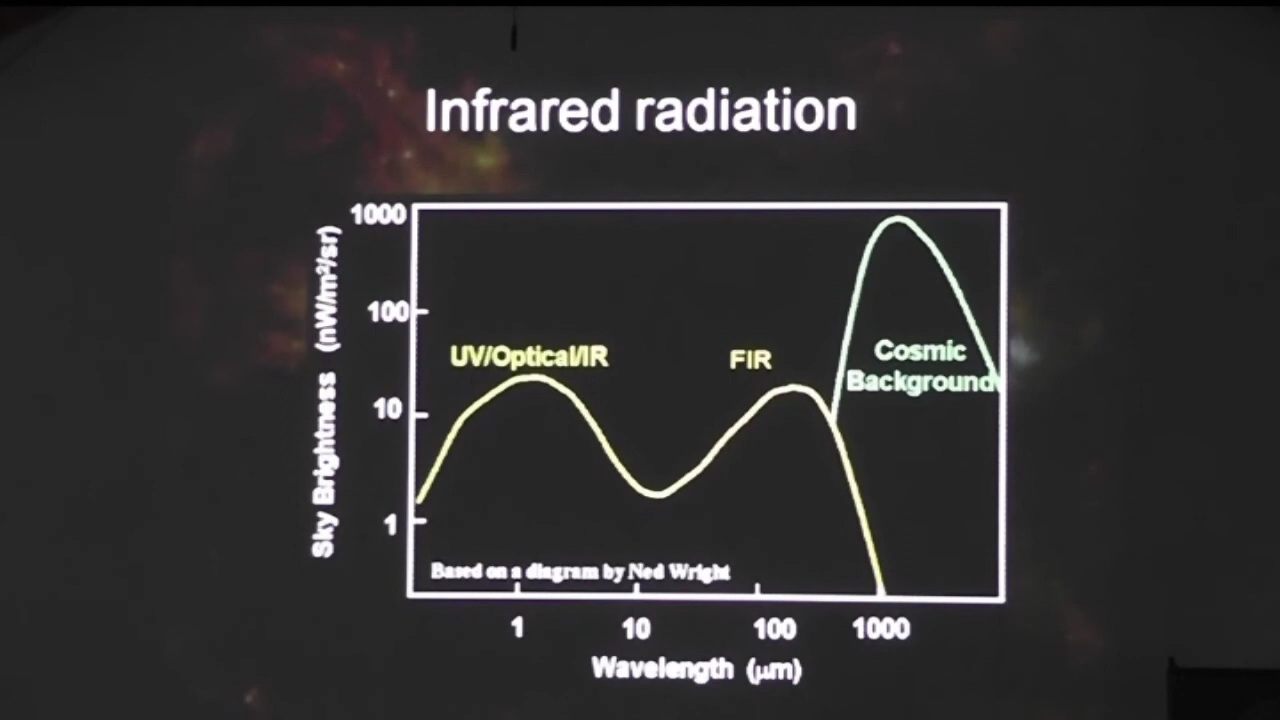 Infrared radiation
1000
100
10
1
Sky Brightness (nW/m²/sr)
UV/Optical/IR
FIR
Cosmic
Background
Based on a diagram by Ned Wright
1
10
100
1000
Wavelength (μm)